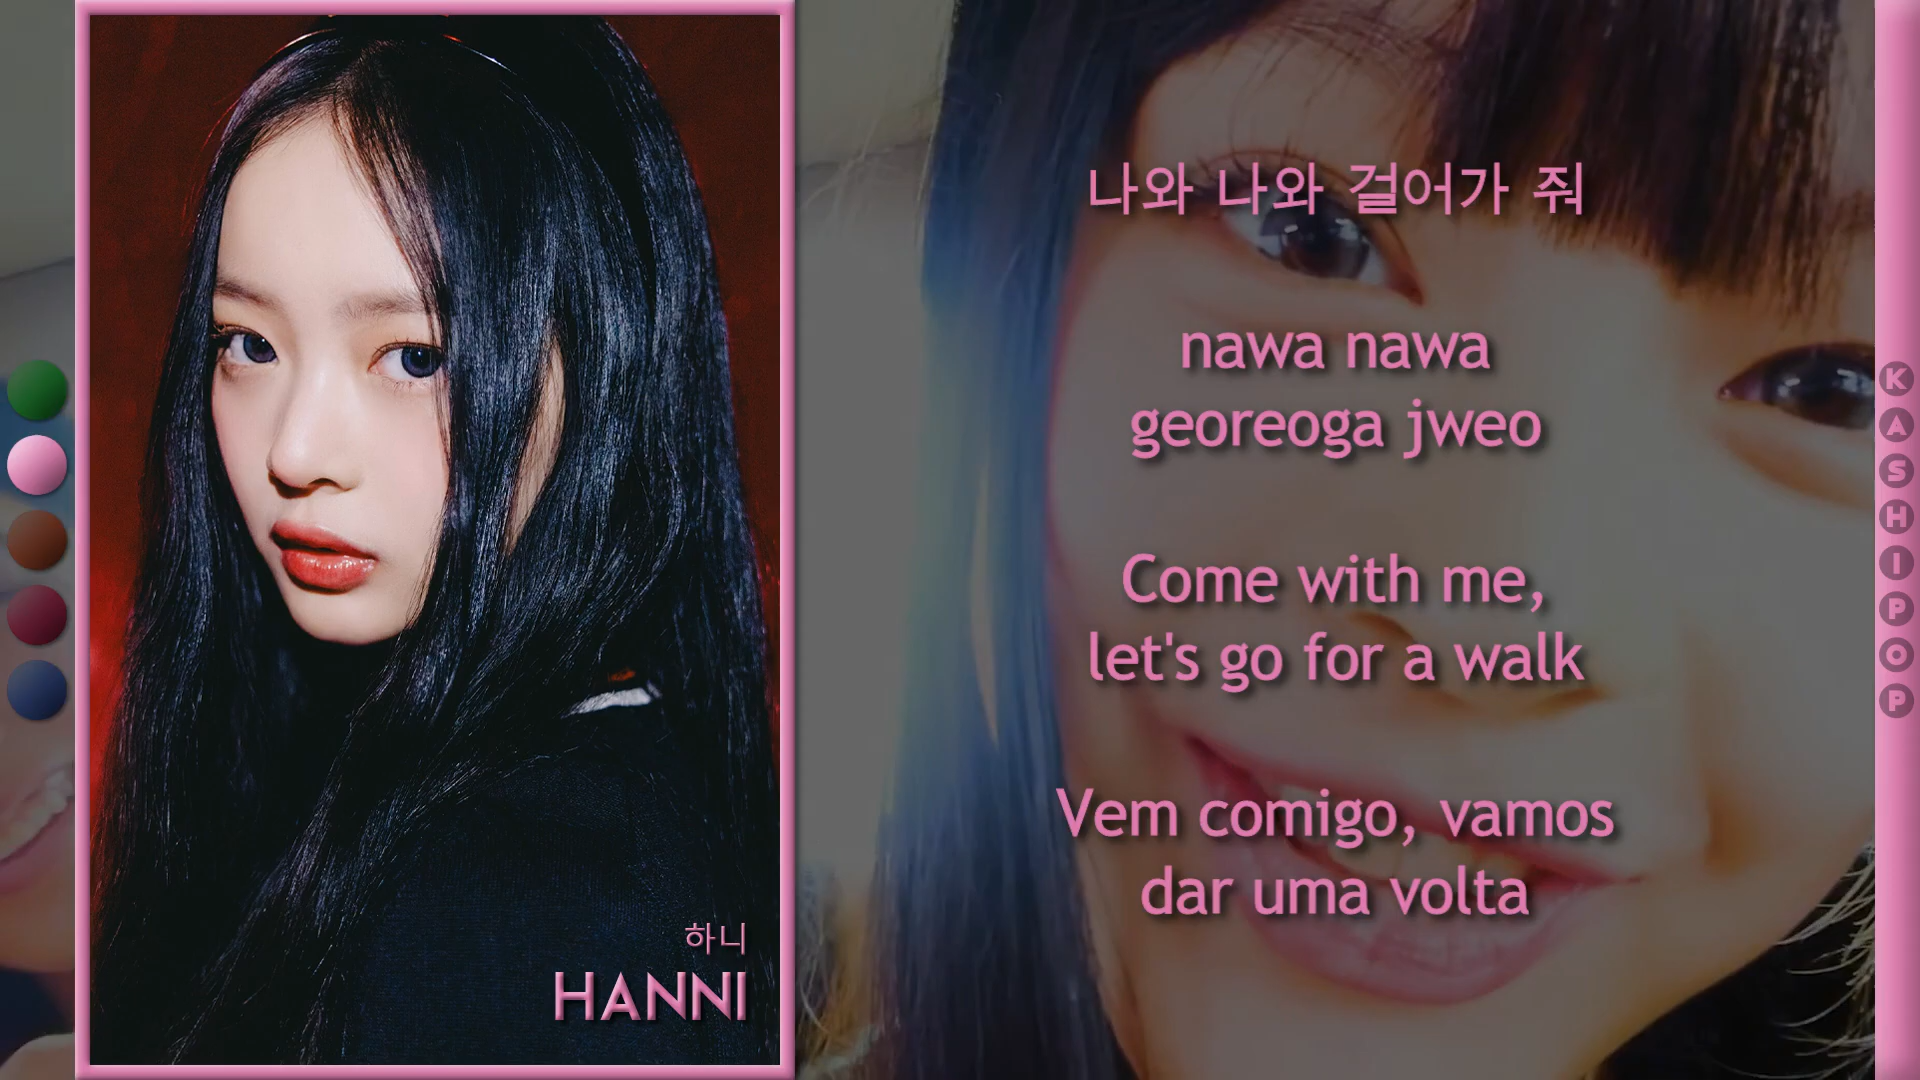 나와 나와 걸어가 줘
nawa nawa
georeoga jweo
Come with me,
let's go for a walk
Vem comigo, vamos
dar uma volta
하니
HANNI
KASHIPOP